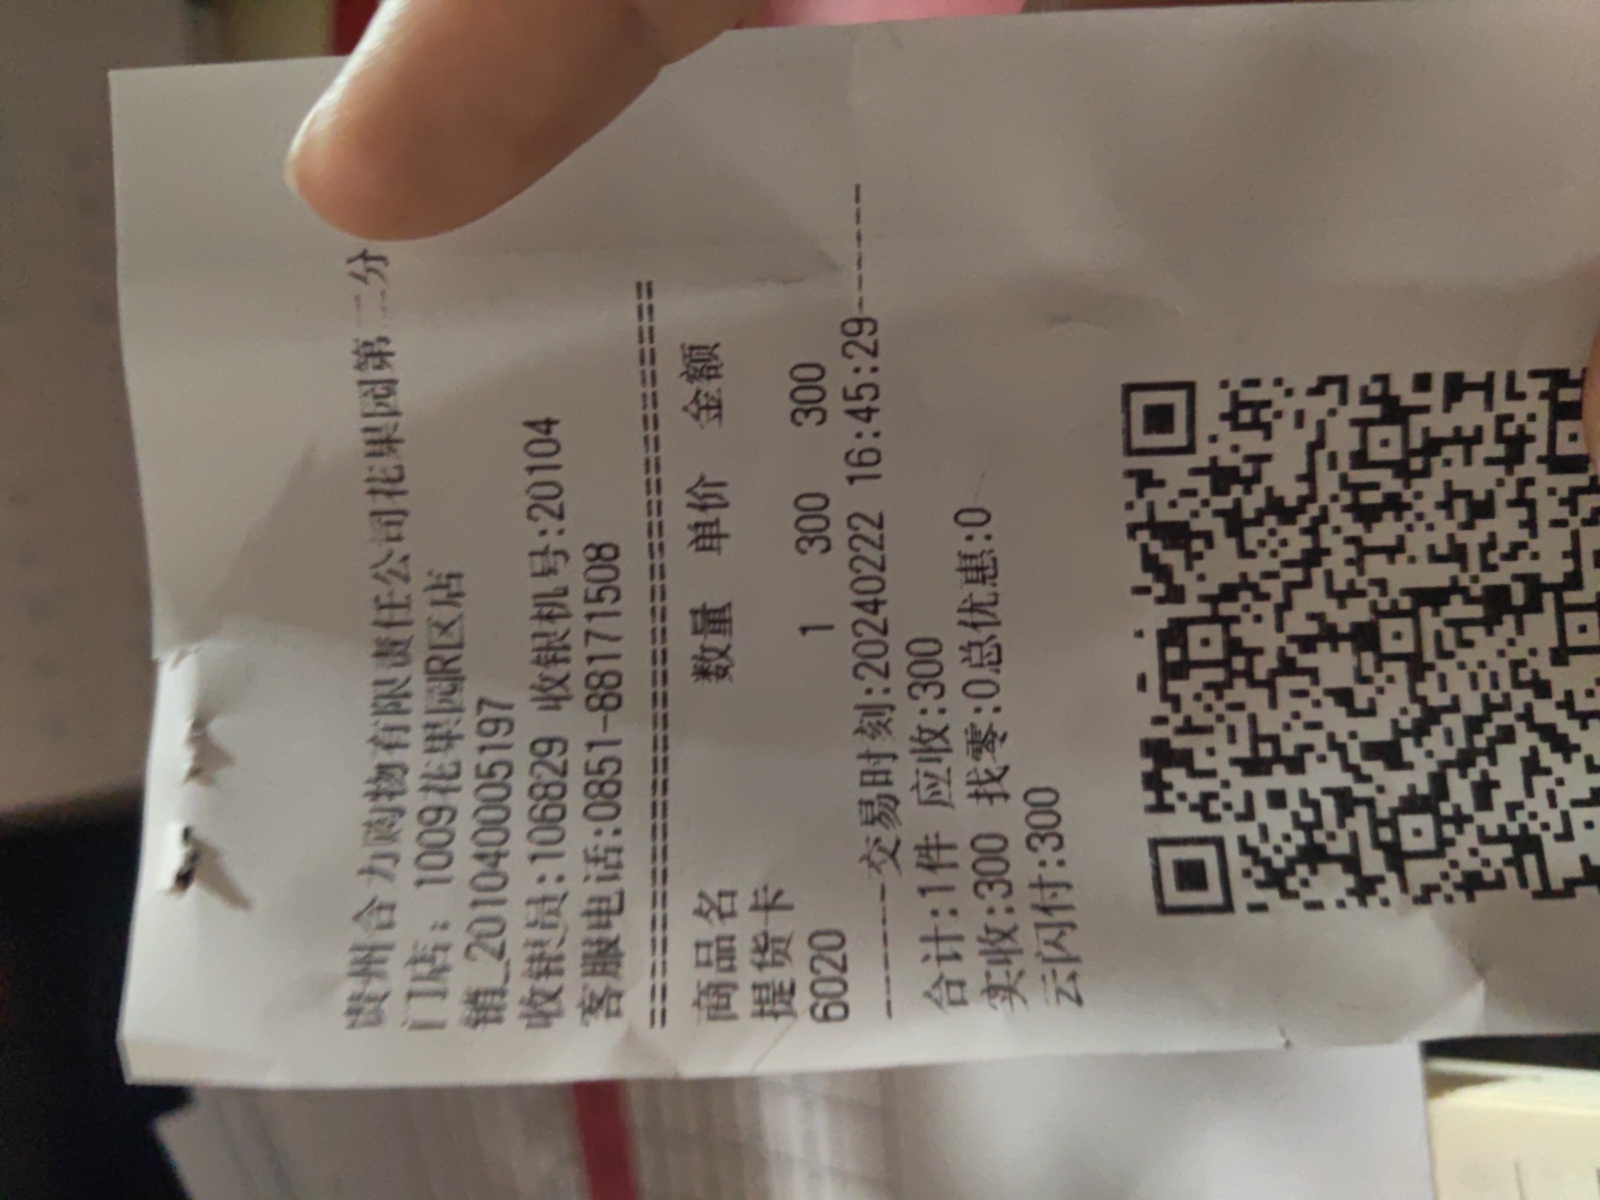 贵州合力购物有限责任公司花果园第二分
门店：1009花果园R区店
销_201040005197
收银员:106829 收银机号:20104
客服电话:0851-88171508
==========================================
商品名 数量 单价 金额
提货卡
6020 1 300 300
--------交易时刻:20240222 16:45:29--------
合计:1件 应收:300
实收:300 找零:0总优惠:0
云闪付:300